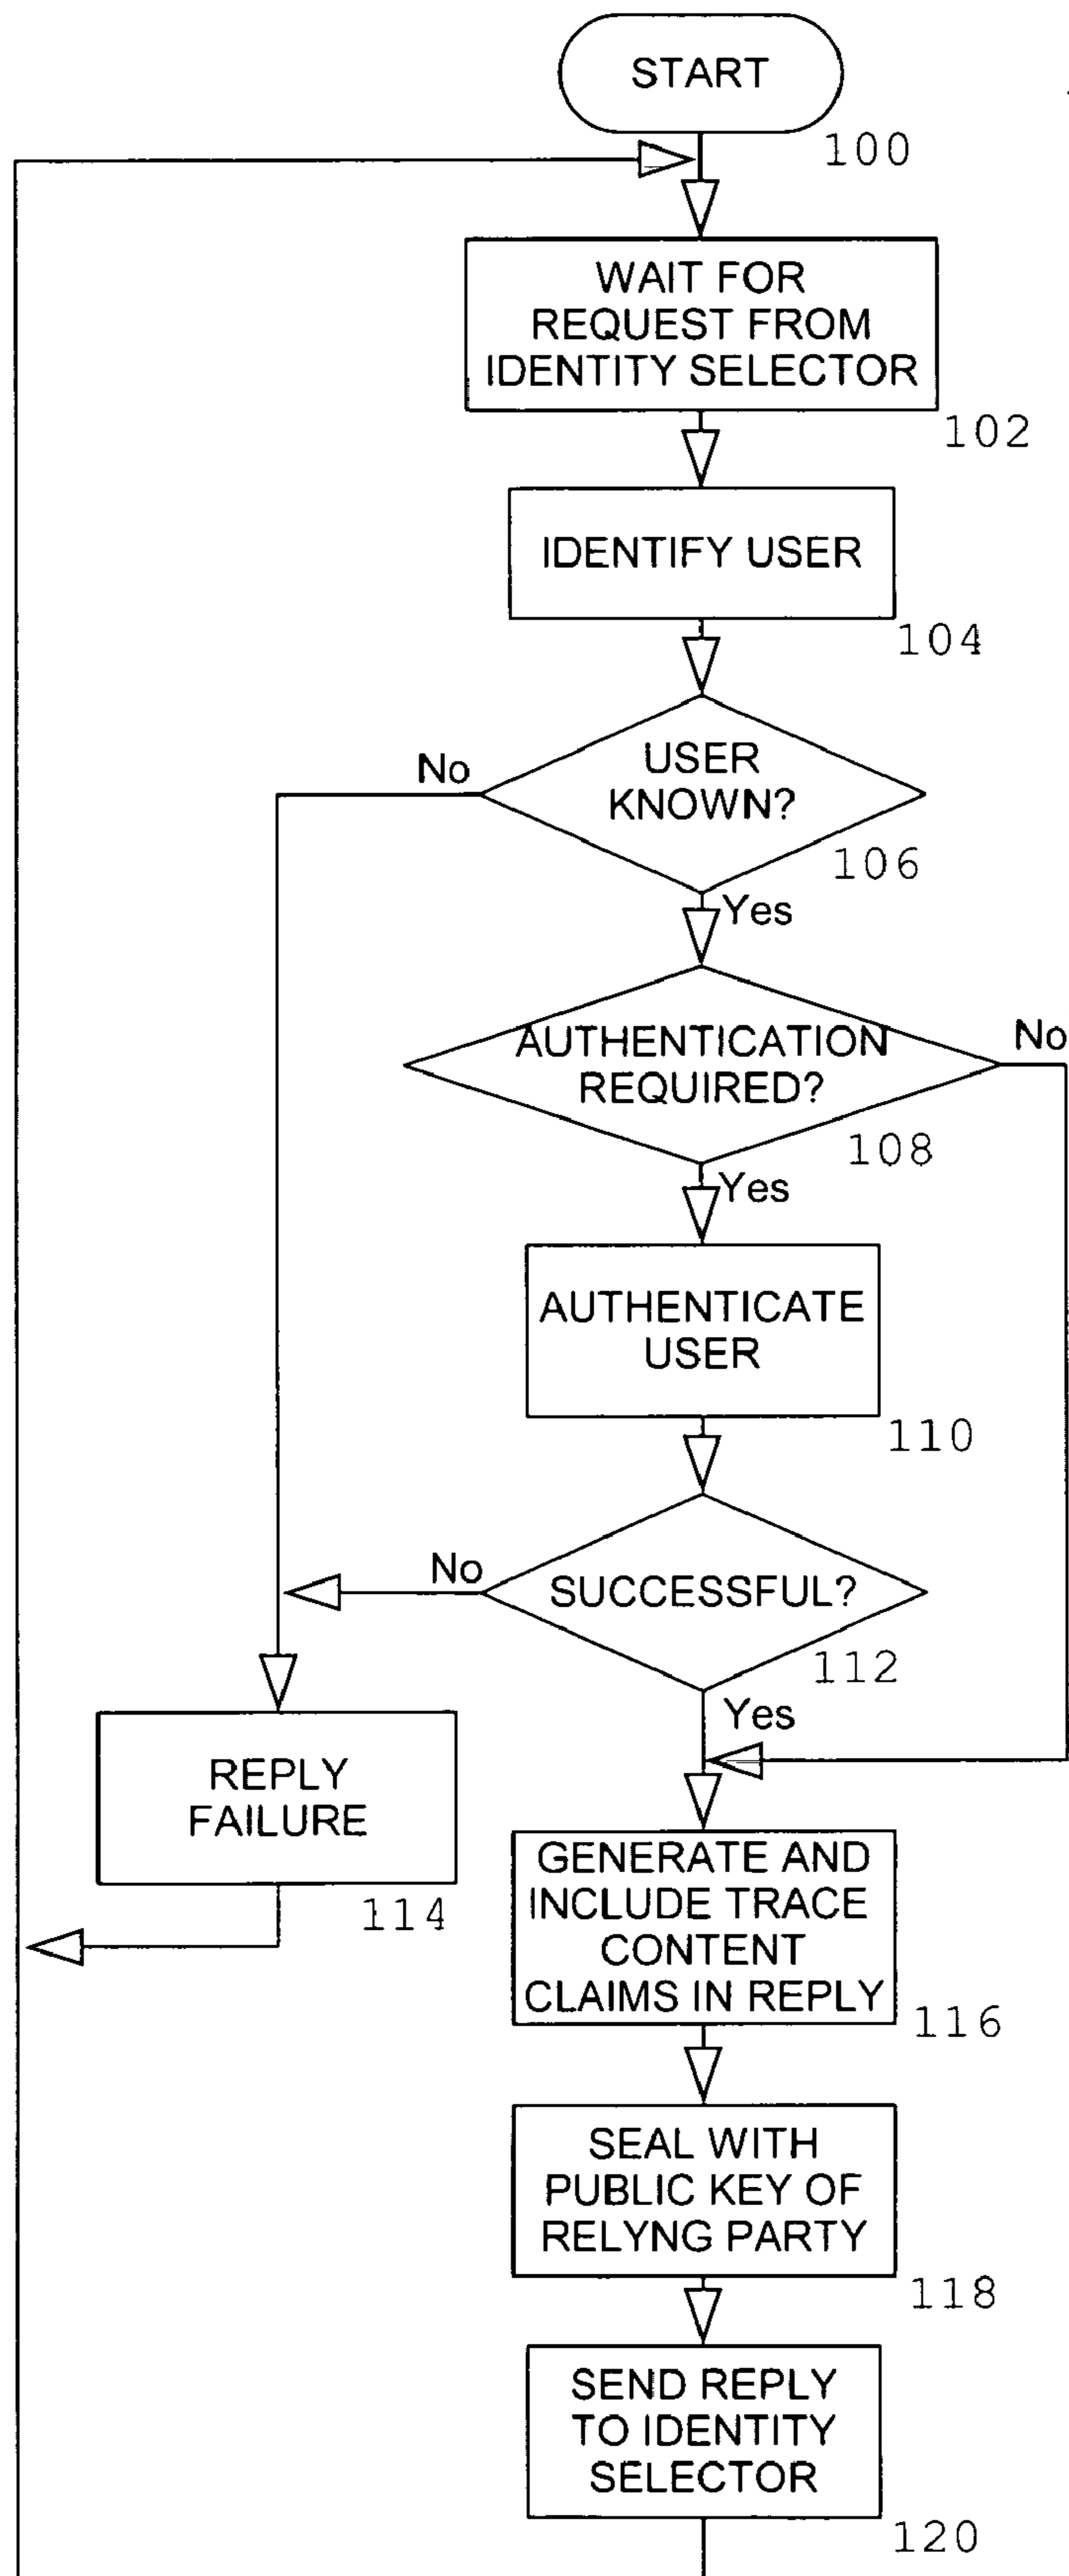 START
100
WAIT FOR
REQUEST FROM
IDENTITY SELECTOR
102
IDENTIFY USER
104
No
USER
KNOWN?
106
Yes
AUTHENTICATION
REQUIRED?
No
108
Yes
AUTHENTICATE
USER
110
No
SUCCESSFUL?
112
Yes
REPLY
FAILURE
114
GENERATE AND
INCLUDE TRACE
CONTENT
CLAIMS IN REPLY
116
SEAL WITH
PUBLIC KEY OF
RELYNG PARTY
118
SEND REPLY
TO IDENTITY
SELECTOR
120